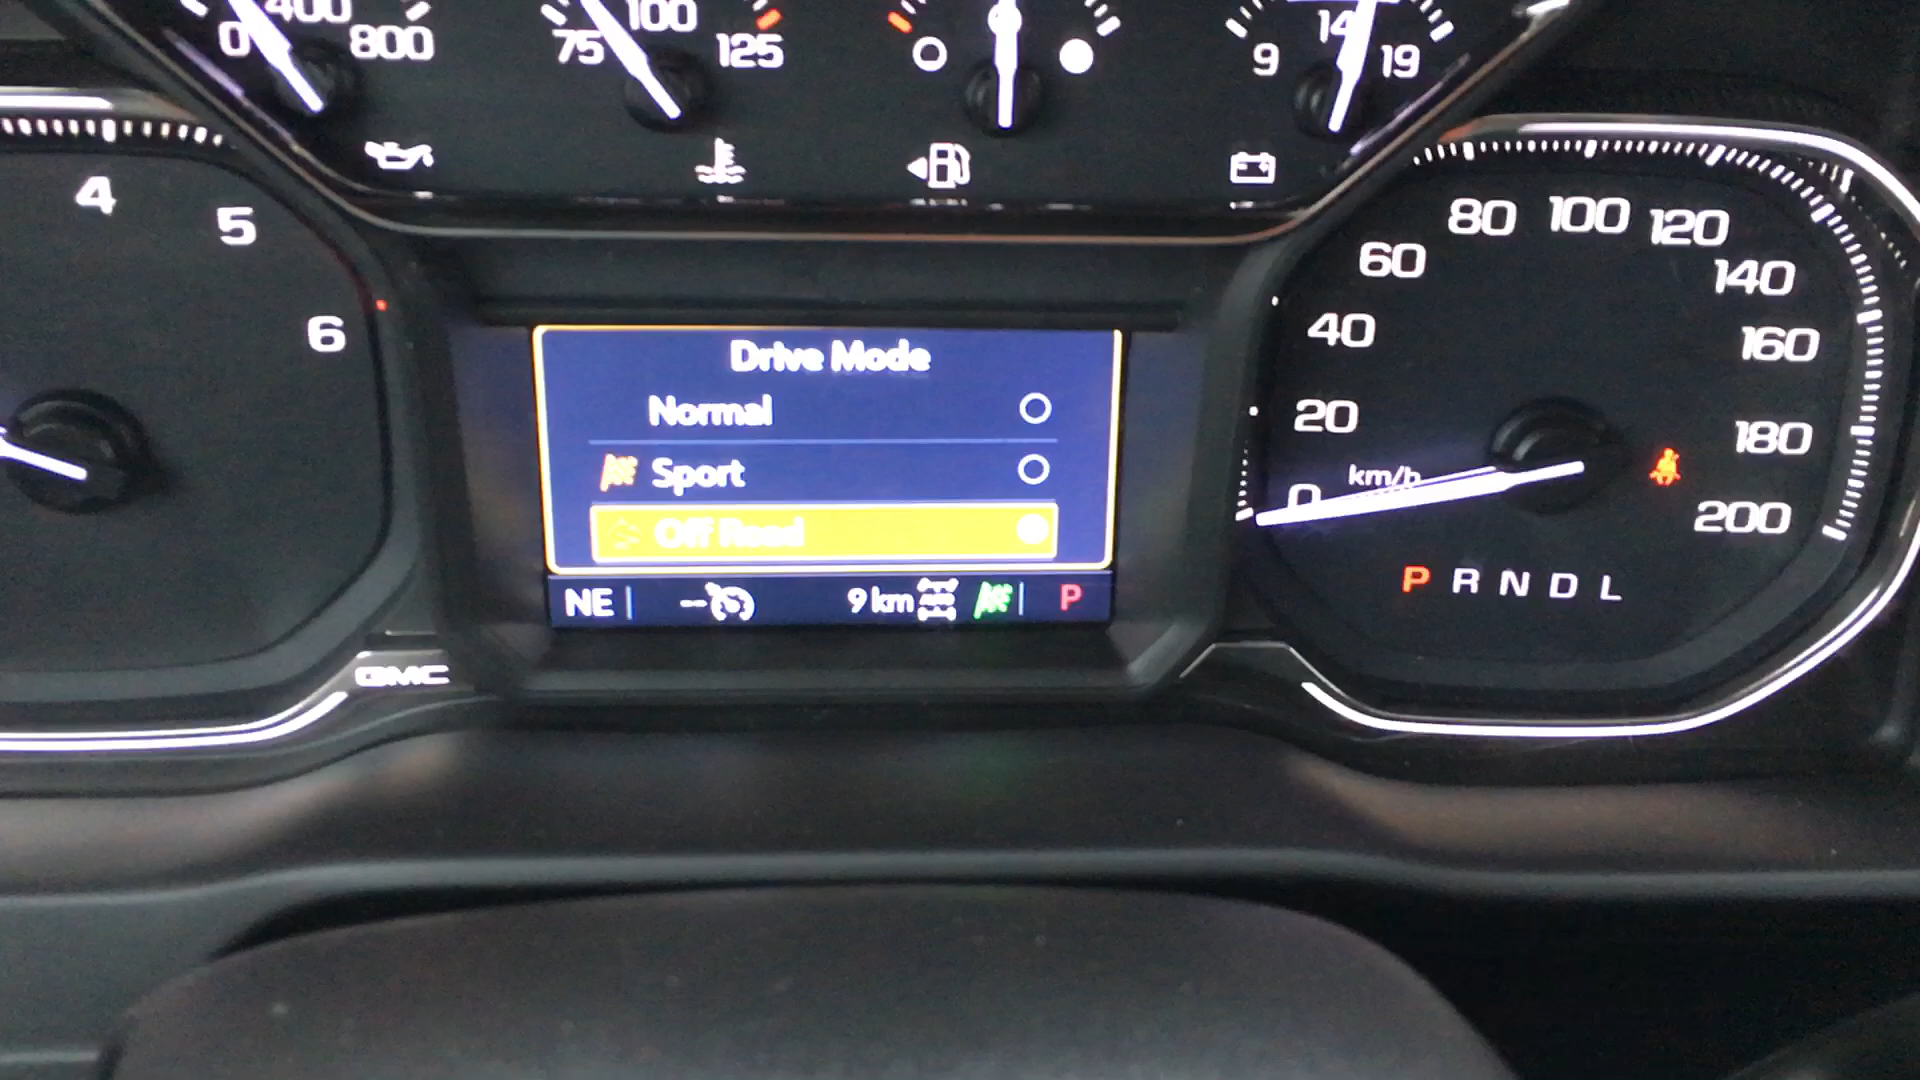 0 400 800
75 100 125
9 14 19
4 5 6
Drive Mode
Normal
Sport
Off Road
NE 9 km P
GMC
0 20 40 60 80 100 120 140 160 180 200
km/h
P R N D L